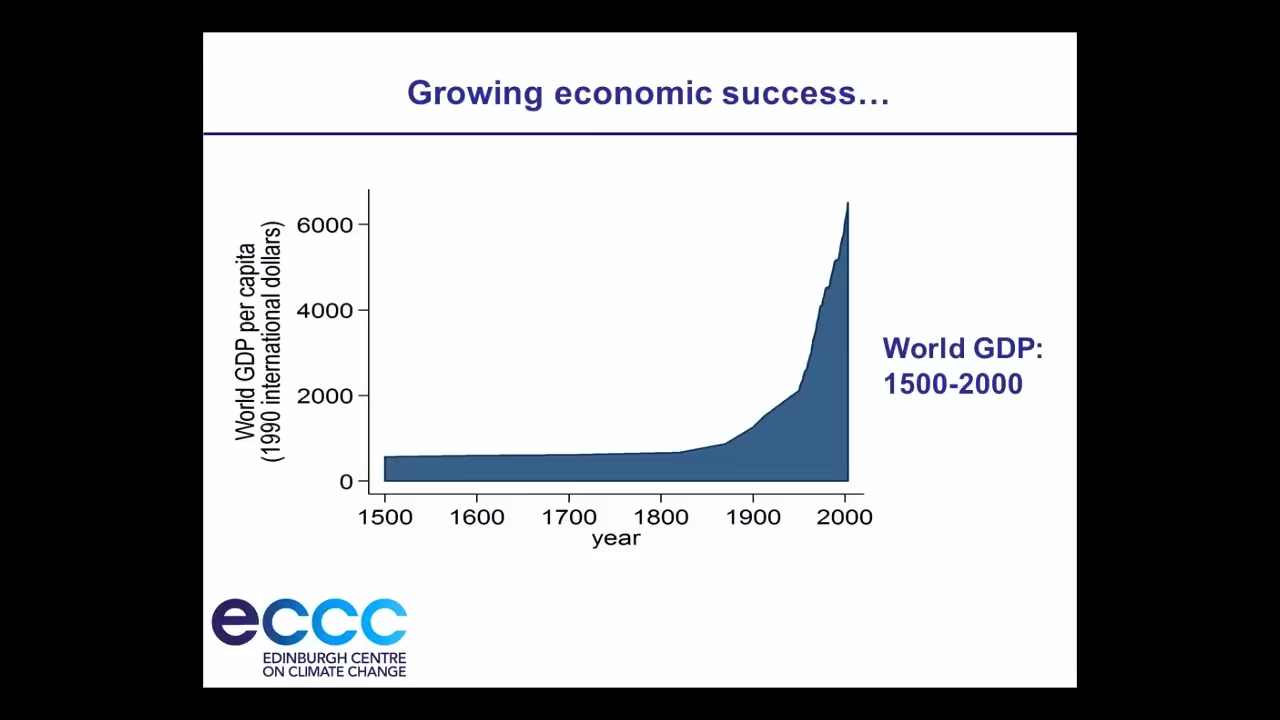 Growing economic success…
World GDP per capita
(1990 international dollars)
6000
4000
2000
0
1500 1600 1700 1800 1900 2000
year
World GDP:
1500-2000
eccc
EDINBURGH CENTRE
ON CLIMATE CHANGE